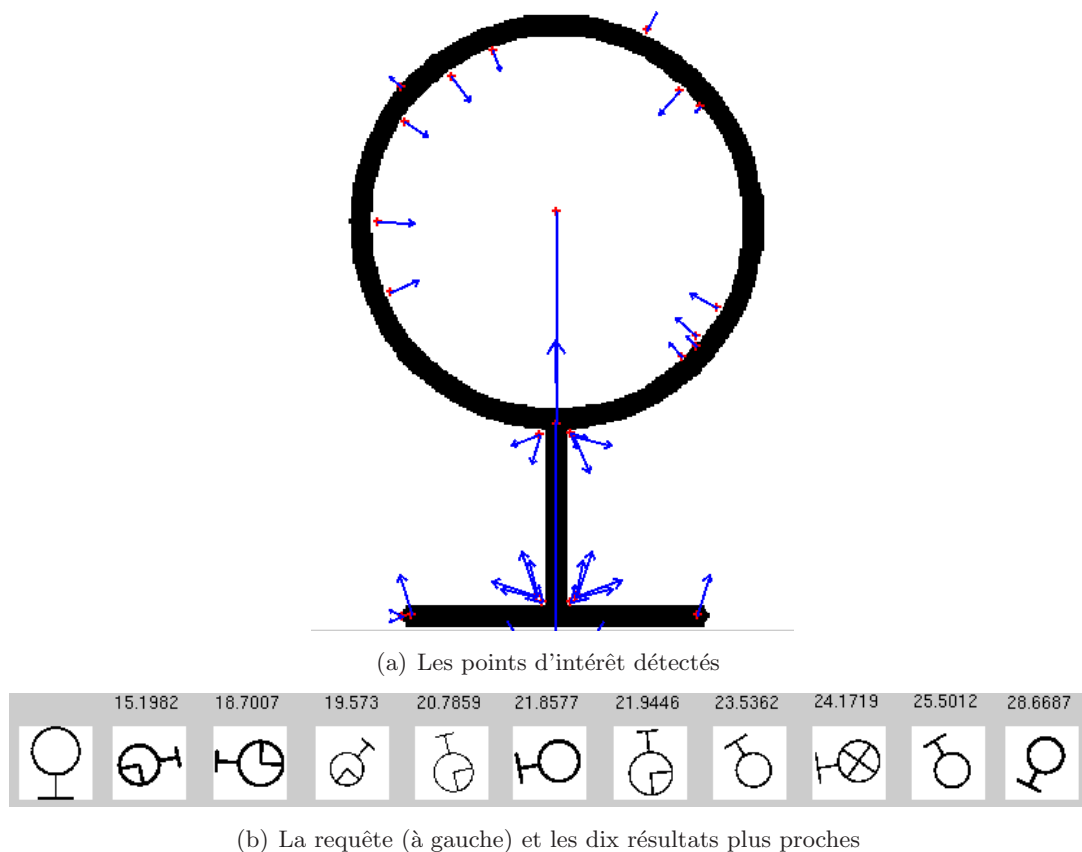 (a) Les points d'intérêt détectés
15.1982 18.7007 19.573 20.7859 21.8577 21.9446 23.5362 24.1719 25.5012 28.6687
(b) La requête (à gauche) et les dix résultats plus proches